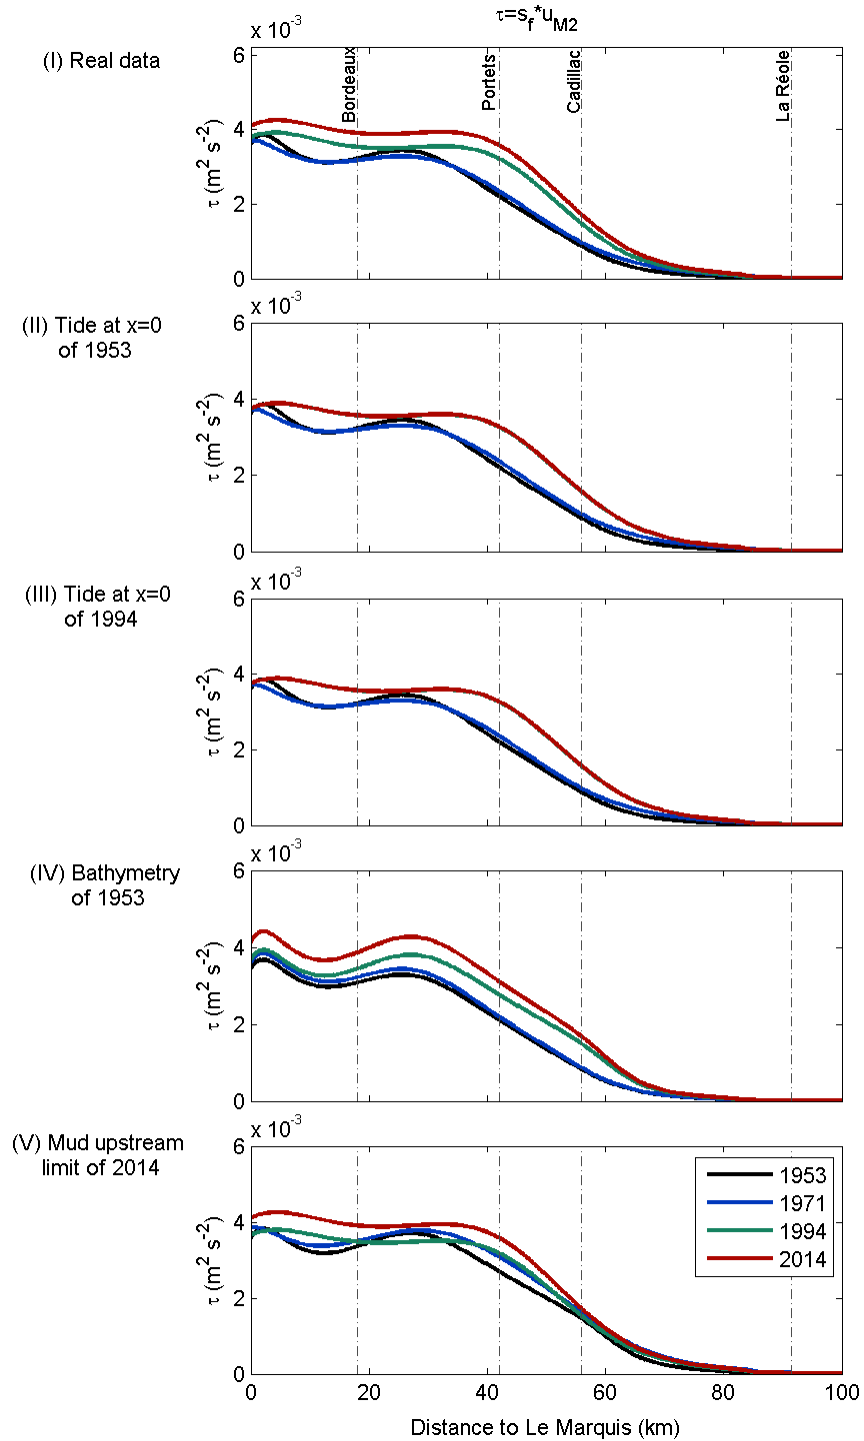 τ=s_f*u_M2
x 10^-3
(I) Real data
Bordeaux
Portets
Cadillac
La Réole
6
4
2
0
τ (m^2 s^-2)
x 10^-3
(II) Tide at x=0
of 1953
6
4
2
0
τ (m^2 s^-2)
x 10^-3
(III) Tide at x=0
of 1994
6
4
2
0
τ (m^2 s^-2)
x 10^-3
(IV) Bathymetry
of 1953
6
4
2
0
τ (m^2 s^-2)
x 10^-3
(V) Mud upstream
limit of 2014
6
4
2
0
τ (m^2 s^-2)
1953
1971
1994
2014
0 20 40 60 80 100
Distance to Le Marquis (km)